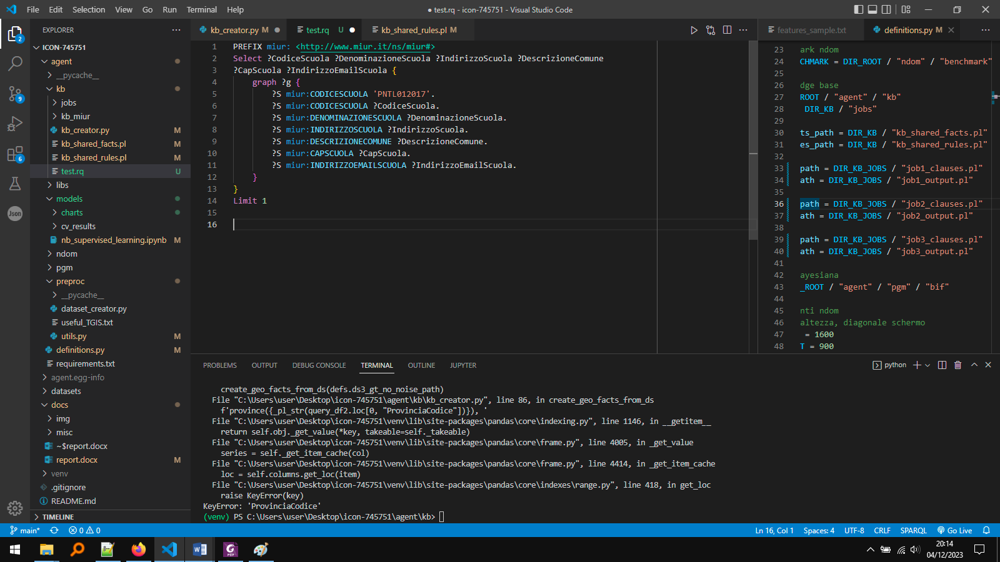 File Edit Selection View Go Run Terminal Help
● test.rq - icon-745751 - Visual Studio Code
EXPLORER
ICON-745751
agent
__pycache__
kb
jobs
kb_miur
kb_creator.py M
kb_shared_facts.pl M
kb_shared_rules.pl M
test.rq U
libs
models
charts
cv_results
nb_supervised_learning.ipynb M
ndom
pgm
preproc
__pycache__
dataset_creator.py
useful_TGIS.txt
utils.py M
definitions.py M
requirements.txt
agent.egg-info
datasets
docs
img
misc
~$report.docx
report.docx M
venv
.gitignore
README.md
TIMELINE
2
9
6
Json
kb_creator.py M
test.rq U
kb_shared_rules.pl M
1 PREFIX miur: <http://www.miur.it/ns/miur#>
2 Select ?CodiceScuola ?DenominazioneScuola ?IndirizzoScuola ?DescrizioneComune
3 ?CapScuola ?IndirizzoEmailScuola {
4 graph ?g {
5 ?S miur:CODICESCUOLA 'PNTL012017'.
6 ?S miur:CODICESCUOLA ?CodiceScuola.
7 ?S miur:DENOMINAZIONESCUOLA ?DenominazioneScuola.
8 ?S miur:INDIRIZZOSCUOLA ?IndirizzoScuola.
9 ?S miur:DESCRIZIONECOMUNE ?DescrizioneComune.
10 ?S miur:CAPSCUOLA ?CapScuola.
11 ?S miur:INDIRIZZOEMAILSCUOLA ?IndirizzoEmailScuola.
12 }
13 }
14 Limit 1
15
16
features_sample.txt
definitions.py M
23 ark ndom
24 CHMARK = DIR_ROOT / "ndom" / "benchmark"
25
26 dge base
27 ROOT / "agent" / "kb"
28 DIR_KB / "jobs"
29
30 ts_path = DIR_KB / "kb_shared_facts.pl"
31 es_path = DIR_KB / "kb_shared_rules.pl"
32
33 path = DIR_KB_JOBS / "job1_clauses.pl"
34 ath = DIR_KB_JOBS / "job1_output.pl"
35
36 path = DIR_KB_JOBS / "job2_clauses.pl"
37 ath = DIR_KB_JOBS / "job2_output.pl"
38
39 path = DIR_KB_JOBS / "job3_clauses.pl"
40 ath = DIR_KB_JOBS / "job3_output.pl"
41
42 ayesiana
43 _ROOT / "agent" / "pgm" / "bif"
44
45 nti ndom
46 altezza, diagonale schermo
47 = 1600
48 T = 900
PROBLEMS OUTPUT DEBUG CONSOLE TERMINAL OUTLINE JUPYTER
python
create_geo_facts_from_ds(defs.ds3_gt_no_noise_path)
File "C:\Users\user\Desktop\icon-745751\agent\kb\kb_creator.py", line 86, in create_geo_facts_from_ds
f'province({_pl_str(query_df2.loc[0, "ProvinciaCodice"])}), '
File "C:\Users\user\Desktop\icon-745751\venv\lib\site-packages\pandas\core\indexing.py", line 1146, in __getitem__
return self.obj._get_value(*key, takeable=self._takeable)
File "C:\Users\user\Desktop\icon-745751\venv\lib\site-packages\pandas\core\frame.py", line 4005, in _get_value
series = self._get_item_cache(col)
File "C:\Users\user\Desktop\icon-745751\venv\lib\site-packages\pandas\core\frame.py", line 4414, in _get_item_cache
loc = self.columns.get_loc(item)
File "C:\Users\user\Desktop\icon-745751\venv\lib\site-packages\pandas\core\indexes\range.py", line 418, in get_loc
raise KeyError(key)
KeyError: 'ProvinciaCodice'
(venv) PS C:\Users\user\Desktop\icon-745751\agent\kb>
main* 0 0
Ln 16, Col 1 Spaces: 4 UTF-8 CRLF SPARQL Go Live
20:14
04/12/2023